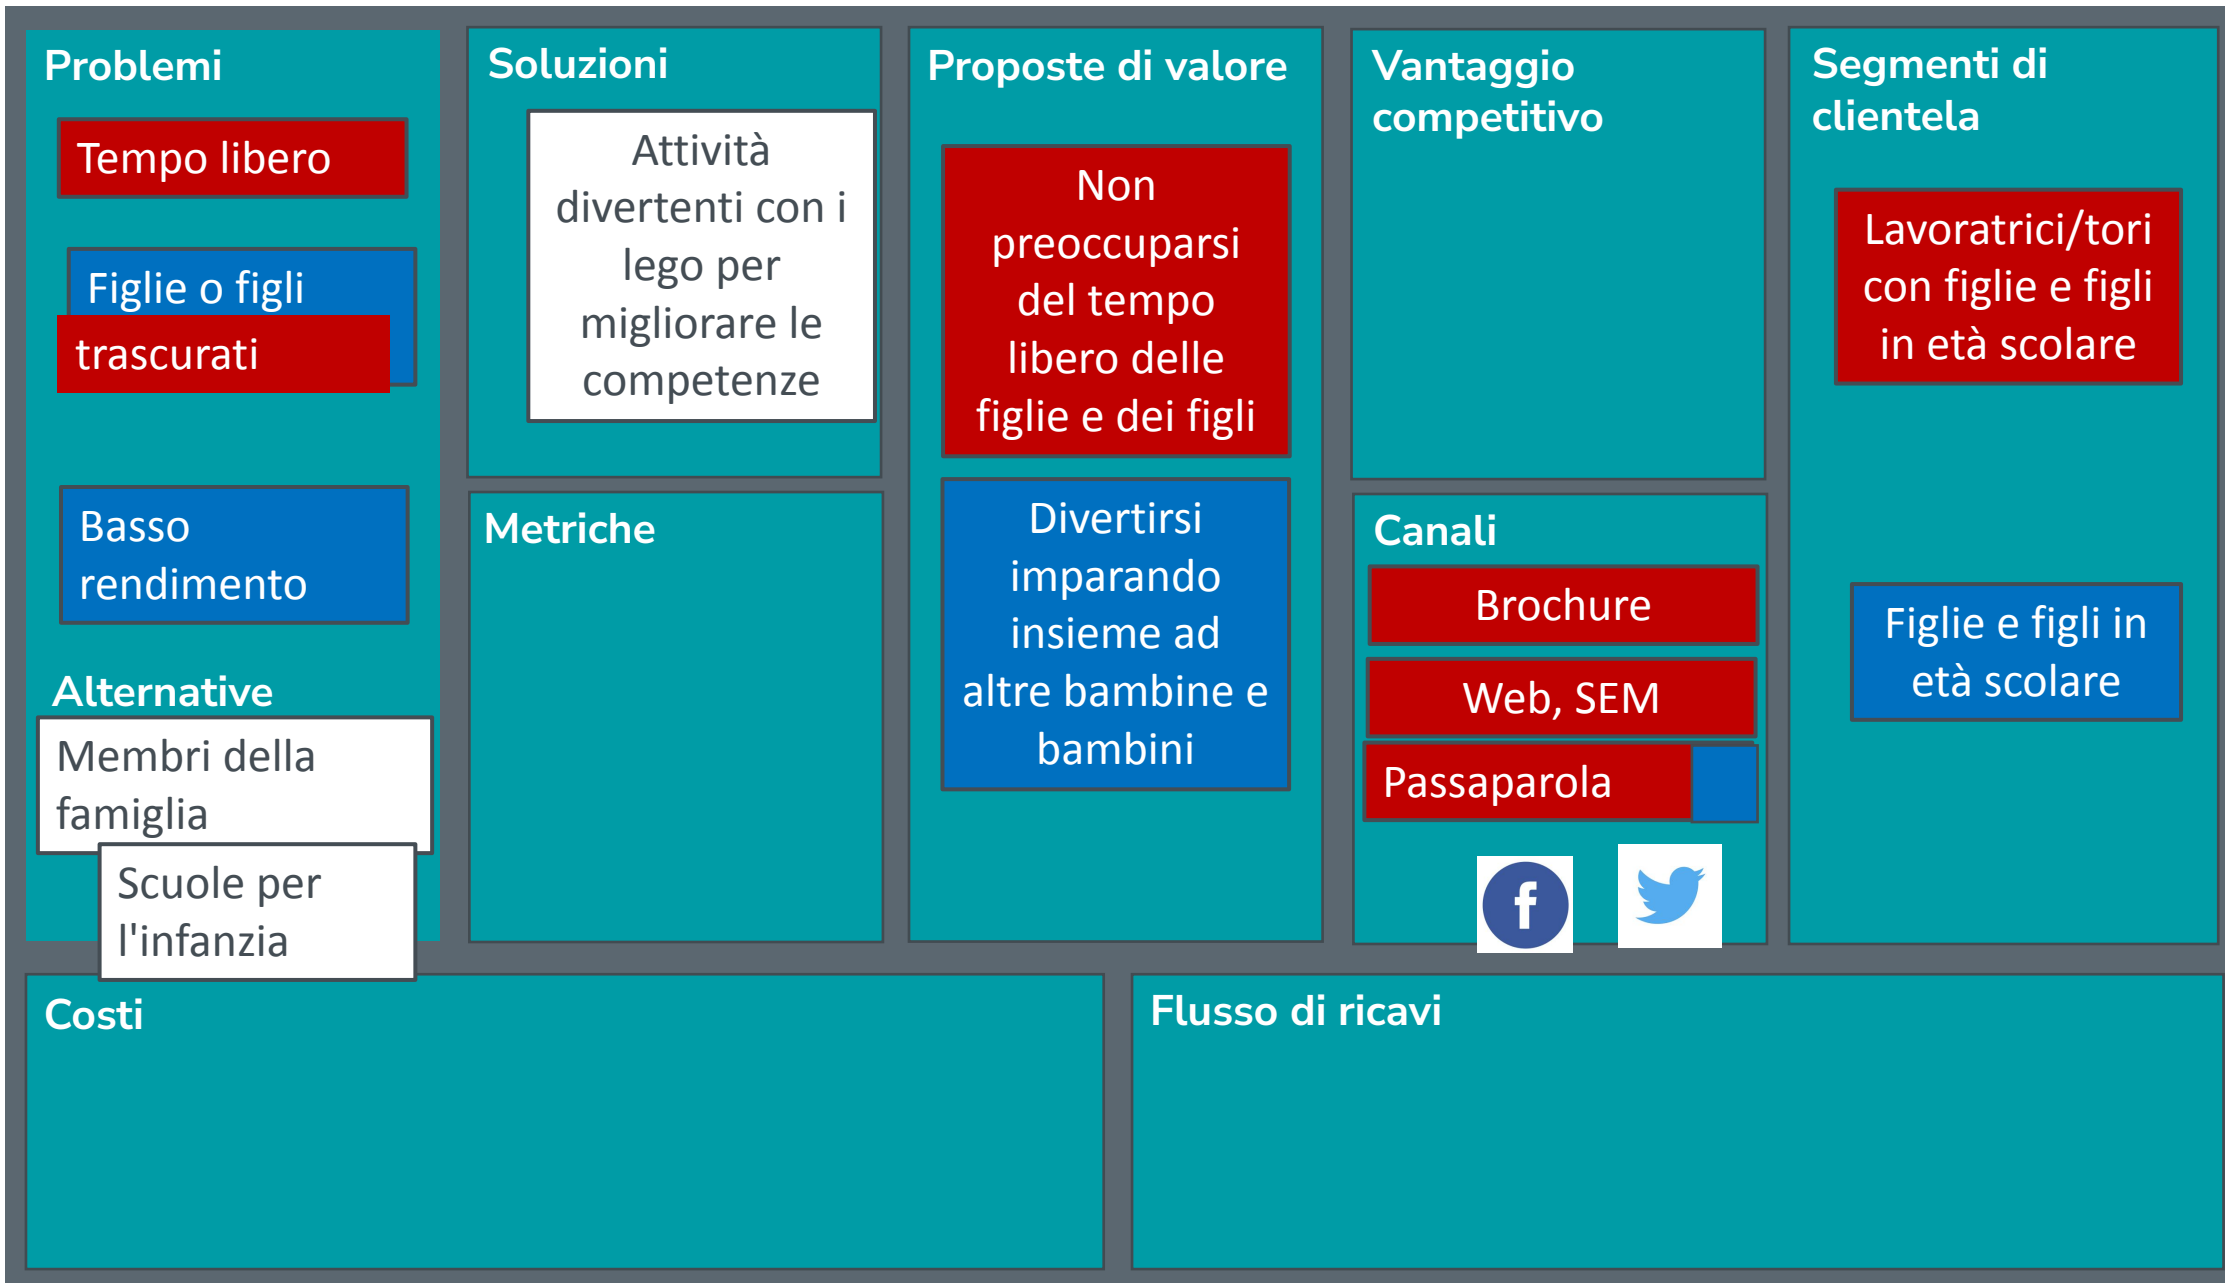 Problemi
Tempo libero
Figlie o figli
trascurati
Basso
rendimento
Alternative
Membri della
famiglia
Scuole per
l'infanzia
Soluzioni
Attività
divertenti con i
lego per
migliorare le
competenze
Metriche
Proposte di valore
Non
preoccuparsi
del tempo
libero delle
figlie e dei figli
Divertirsi
imparando
insieme ad
altre bambine e
bambini
Vantaggio
competitivo
Canali
Brochure
Web, SEM
Passaparola
f
Segmenti di
clientela
Lavoratrici/tori
con figlie e figli
in età scolare
Figlie e figli in
età scolare
Costi
Flusso di ricavi